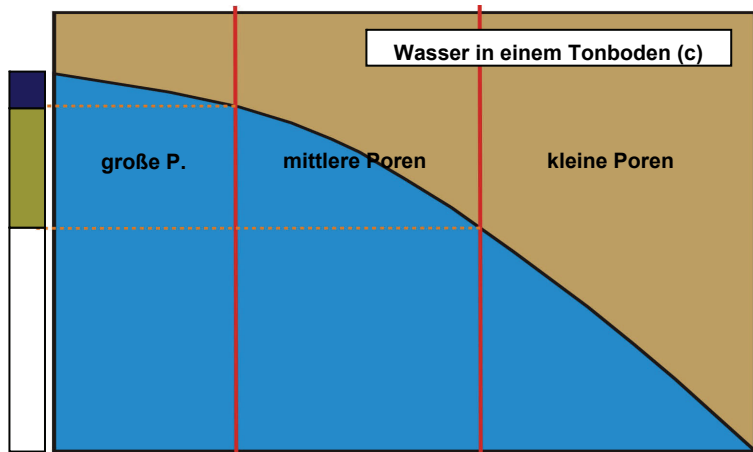 Wasser in einem Tonboden (c)
große P.
mittlere Poren
kleine Poren